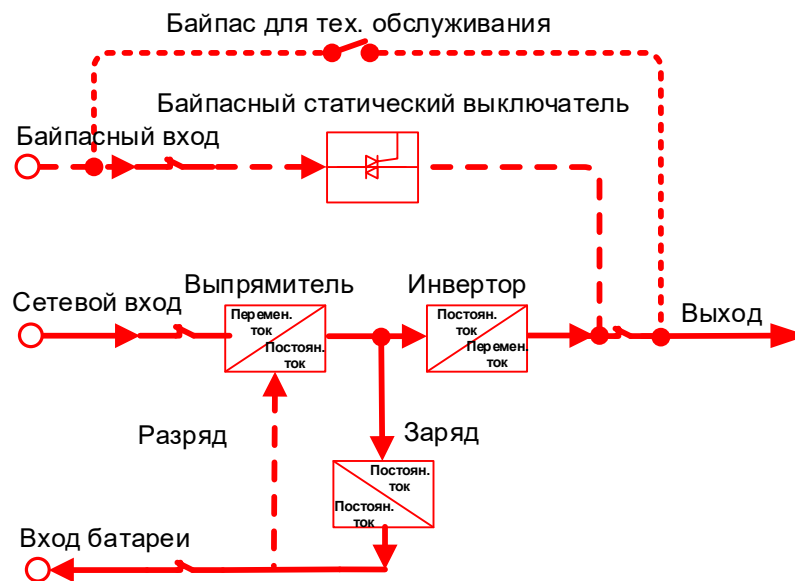 Байпас для тех. обслуживания
Байпасный статический выключатель
Байпасный вход
Выпрямитель
Инвертор
Сетевой вход
Выход
Перемен.
ток
Постоян.
ток
Постоян.
ток
Перемен.
ток
Разряд
Заряд
Постоян.
ток
Постоян.
ток
Вход батареи